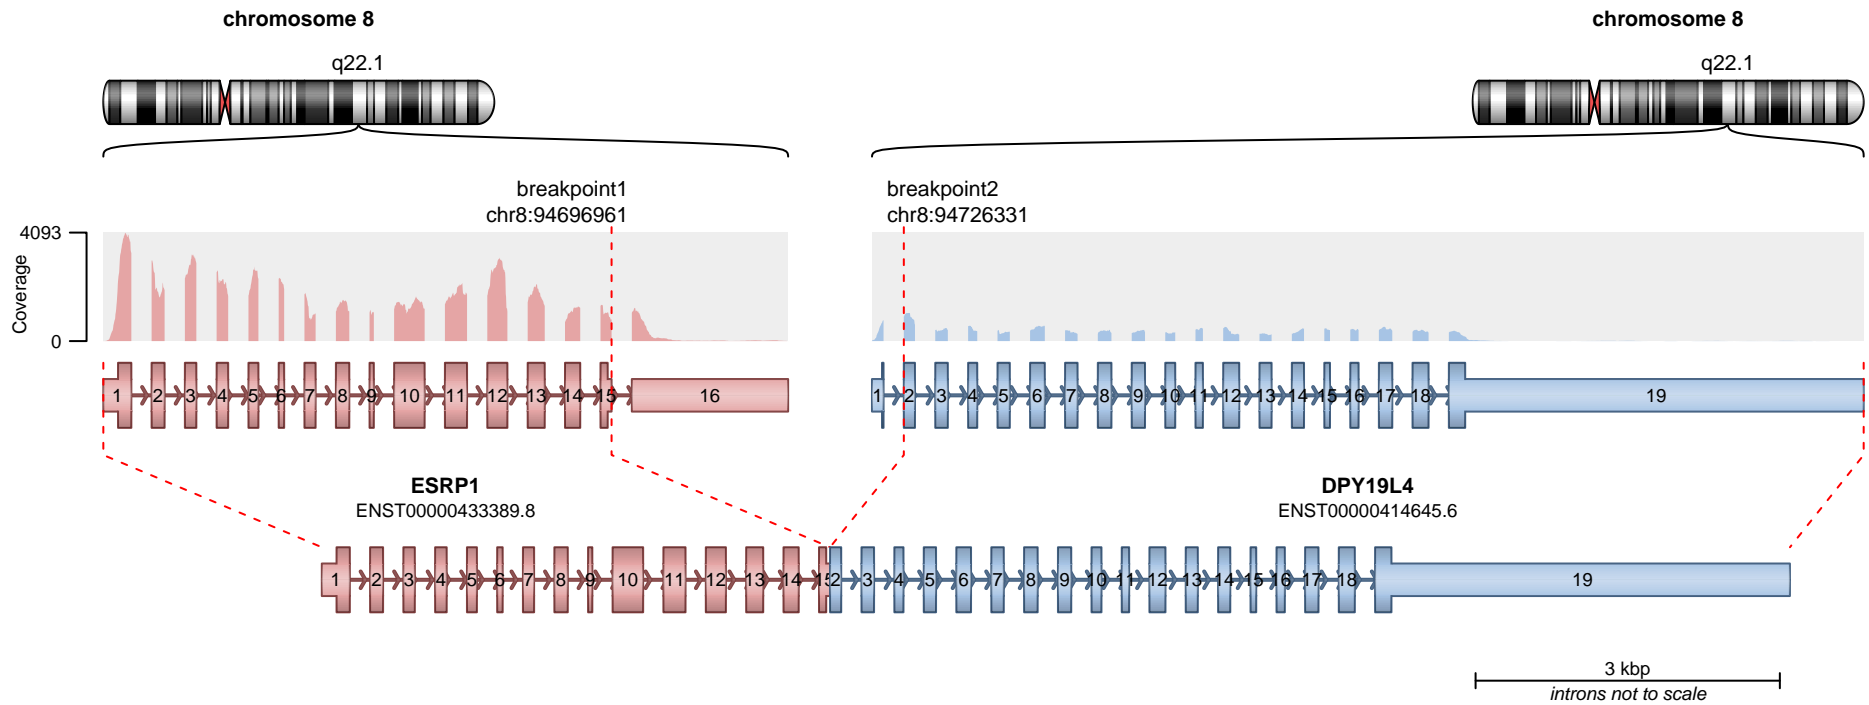 chromosome 8
chromosome 8
q22.1
q22.1
breakpoint1
chr8:94696961
breakpoint2
chr8:94726331
4093
0
Coverage
1 2 3 4 5 6 7 8 9 10 11 12 13 14 15 16
1 2 3 4 5 6 7 8 9 10 11 12 13 14 15 16 17 18 19
ESRP1
ENST00000433389.8
DPY19L4
ENST00000414645.6
1 2 3 4 5 6 7 8 9 10 11 12 13 14 15 2 3 4 5 6 7 8 9 10 11 12 13 14 15 16 17 18 19
3 kbp
introns not to scale